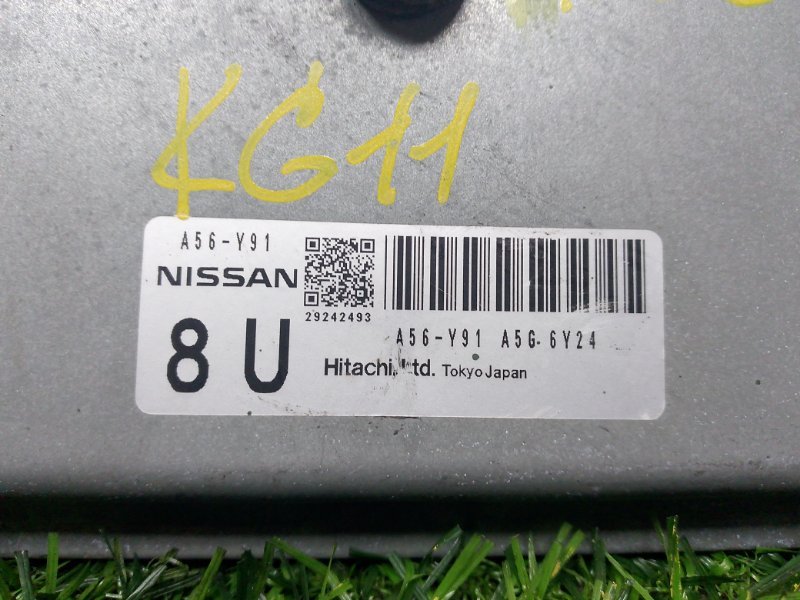 KG11
A56-Y91
NISSAN
29242493
8U
A56-Y91 A5G 6Y24
Hitachi, Ltd. Tokyo Japan